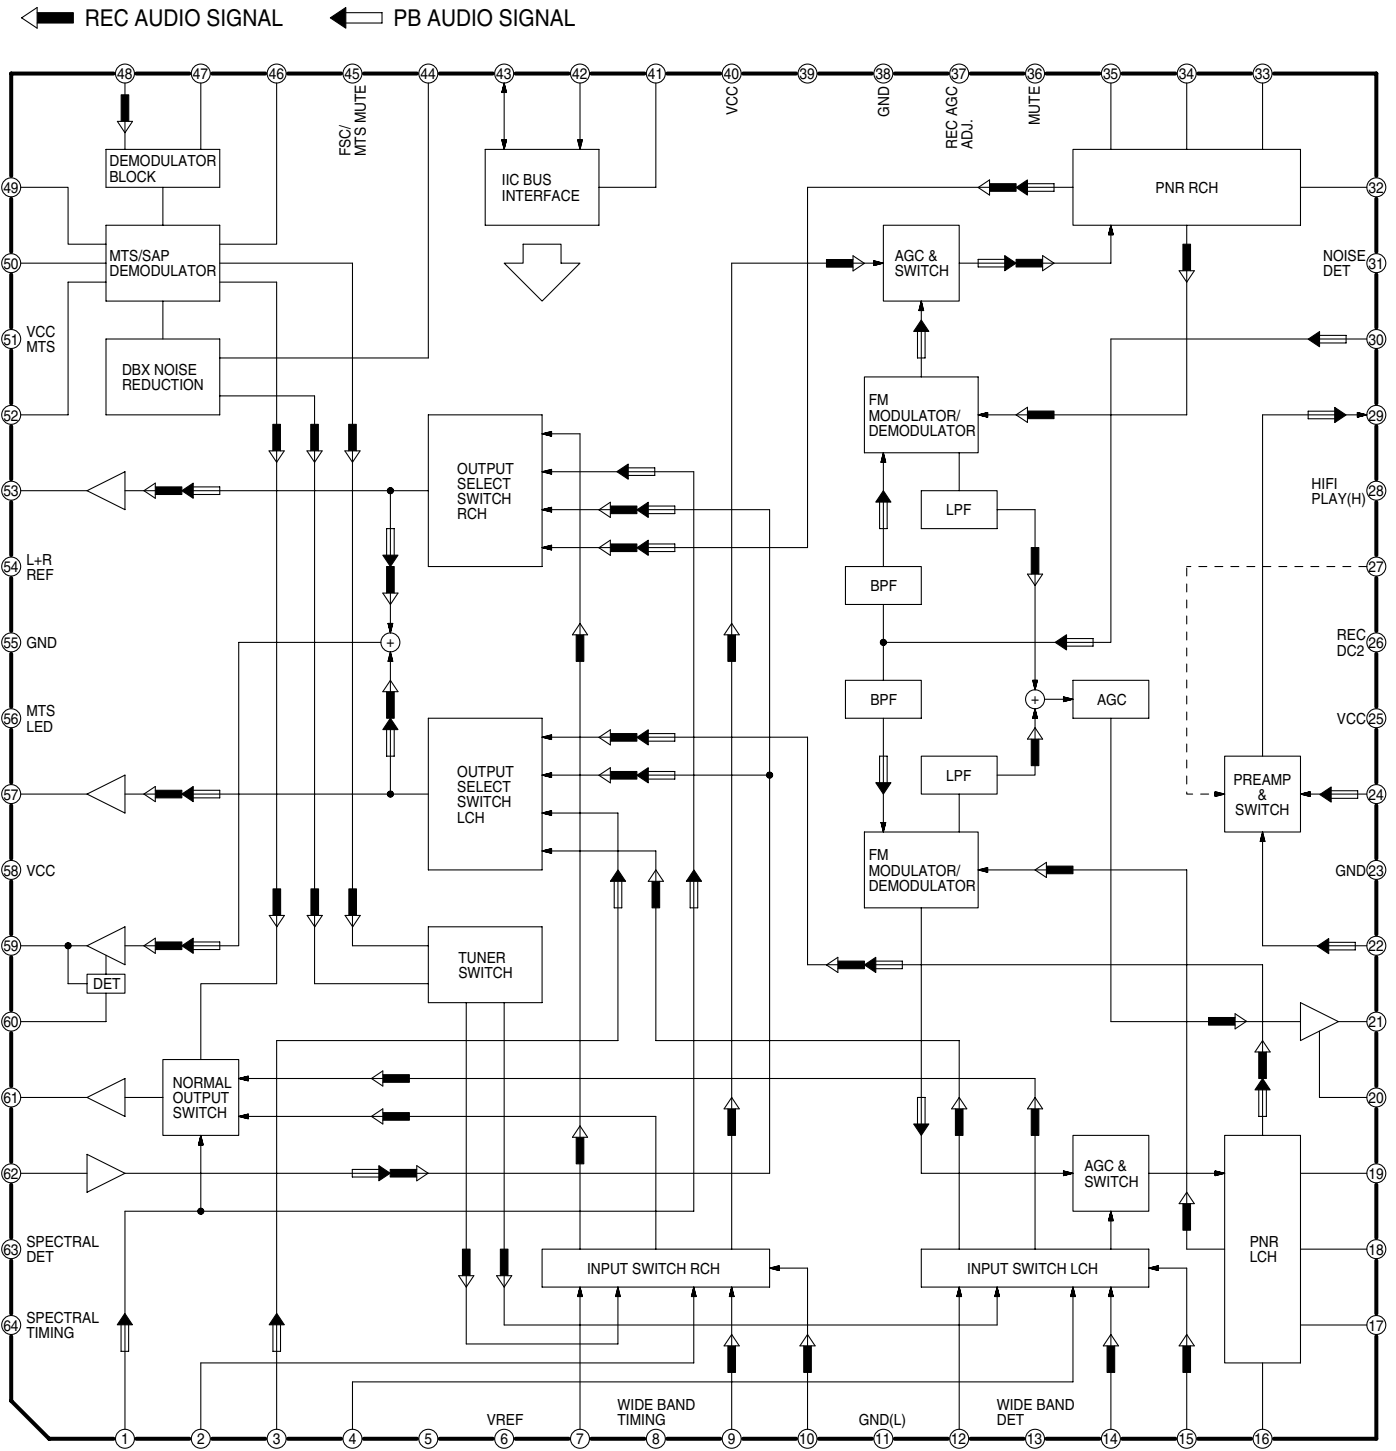 REC AUDIO SIGNAL PB AUDIO SIGNAL
48 47 46 45 44 43 42 41 40 39 38 37 36 35 34 33
FSC/
MTS MUTE
VCC
GND
REC AGC
ADJ.
MUTE
DEMODULATOR
BLOCK
IIC BUS
INTERFACE
PNR RCH
49
32
MTS/SAP
DEMODULATOR
AGC &
SWITCH
50
NOISE
DET
31
51
VCC
MTS
30
DBX NOISE
REDUCTION
FM
MODULATOR/
DEMODULATOR
52
29
OUTPUT
SELECT
SWITCH
RCH
53
LPF
HIFI
PLAY(H)
28
54
L+R
REF
BPF
27
55 GND
+
REC
DC2
26
56
MTS
LED
BPF
+
AGC
VCC 25
57
OUTPUT
SELECT
SWITCH
LCH
LPF
PREAMP
&
SWITCH
24
58 VCC
FM
MODULATOR/
DEMODULATOR
GND 23
59
22
DET
TUNER
SWITCH
60
21
61
NORMAL
OUTPUT
SWITCH
20
62
AGC &
SWITCH
19
63
SPECTRAL
DET
INPUT SWITCH RCH
INPUT SWITCH LCH
PNR
LCH
18
64
SPECTRAL
TIMING
17
VREF
WIDE BAND
TIMING
GND(L)
WIDE BAND
DET
1 2 3 4 5 6 7 8 9 10 11 12 13 14 15 16